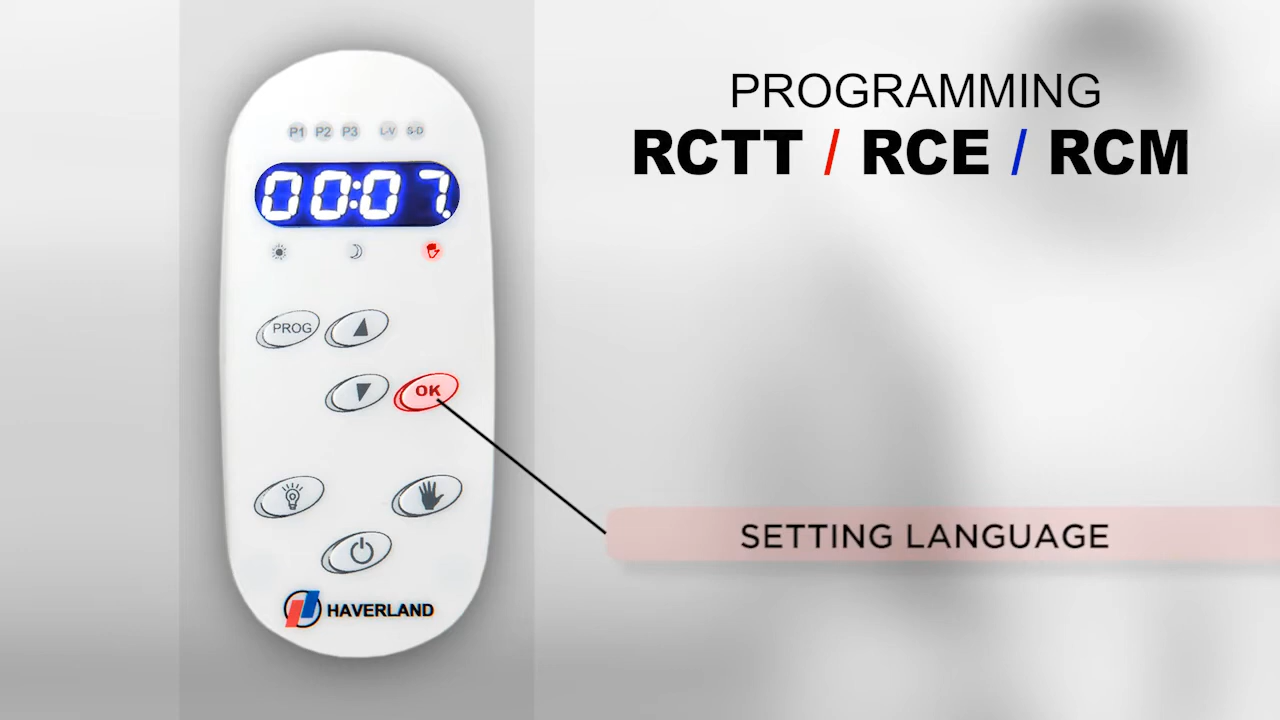 PROGRAMMING
RCTT / RCE / RCM
P1 P2 P3 L-V S-D
00:07.
PROG
OK
SETTING LANGUAGE
HAVERLAND